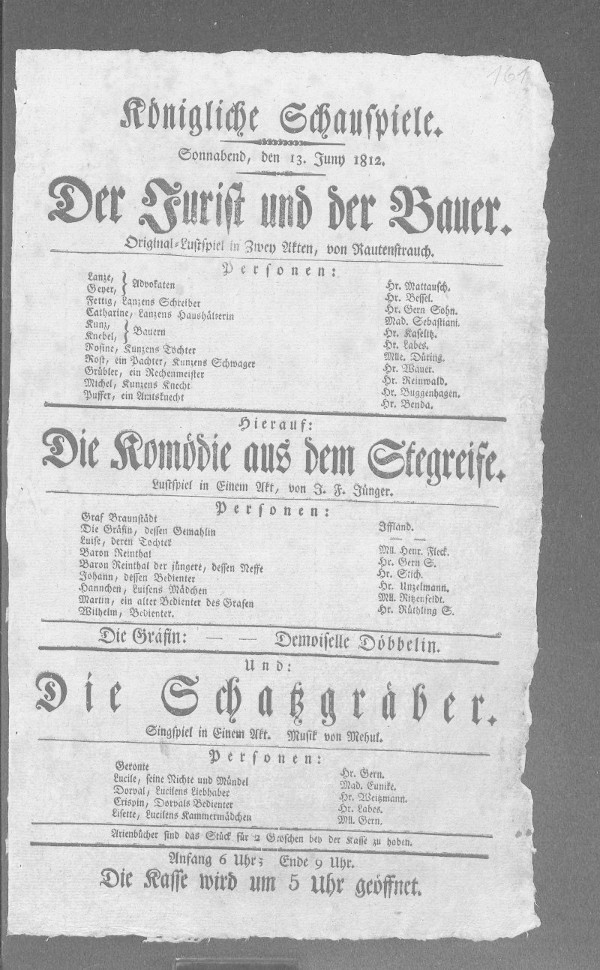 161
Königliche Schauspiele.
Sonnabend, den 13. Juny 1812.
Der Jurist und der Bauer.
Original-Lustspiel in Zwey Akten, von Rautenstrauch.
Personen:
Lanze, } Advokaten Hr. Mattausch.
Geyer, Hr. Bessel.
Fettig, Lanzens Schreiber Hr. Gern Sohn.
Catharine, Lanzens Haushälterin Mad. Sebastiani.
Kunz, } Bauern Hr. Kaselitz.
Knebel, Hr. Labes.
Rosine, Kunzens Tochter Mlle. Düring.
Rost, ein Pachter, Kunzens Schwager Hr. Wauer.
Grübler, ein Rechenmeister Hr. Reinwald.
Michel, Kunzens Knecht Hr. Buggenhagen.
Puffer, ein Amtsknecht Hr. Benda.
Hierauf:
Die Komödie aus dem Stegreife.
Lustspiel in Einem Akt, von J. F. Jünger.
Personen:
Graf Braunstädt Iffland.
Die Gräfin, dessen Gemahlin — —
Luise, deren Tochter Mll. Henr. Fleck.
Baron Reinthal Hr. Gern S.
Baron Reinthal der jüngere, dessen Neffe Hr. Stich.
Johann, dessen Bedienter Hr. Unzelmann.
Hannchen, Luisens Mädchen Mll. Ritzenfeldt.
Martin, ein alter Bedienter des Grafen Hr. Rüthling S.
Wilhelm, Bedienter.
Die Gräfin: — — Demoiselle Döbbelin.
Und:
Die Schatzgräber.
Singspiel in Einem Akt. Musik von Mehul.
Personen:
Geronte Hr. Gern.
Lucile, seine Nichte und Mündel Mad. Eunike.
Dorval, Lucilens Liebhaber Hr. Weitzmann.
Crispin, Dorvals Bedienter Hr. Labes.
Lisette, Lucilens Kammermädchen Mll. Gern.
Arienbücher sind das Stück für 2 Groschen bey der Kasse zu haben.
Anfang 6 Uhr; Ende 9 Uhr.
Die Kasse wird um 5 Uhr geöffnet.